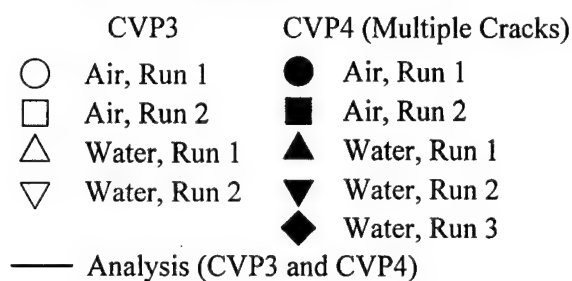 CVP3 CVP4 (Multiple Cracks)
Air, Run 1 Air, Run 1
Air, Run 2 Air, Run 2
Water, Run 1 Water, Run 1
Water, Run 2 Water, Run 2
Water, Run 3
Analysis (CVP3 and CVP4)